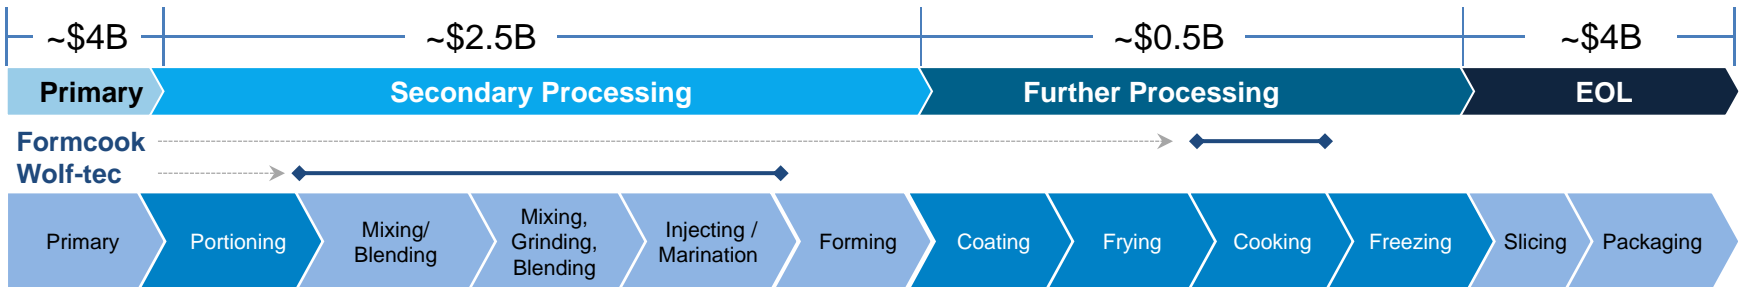 ~$4B
~$2.5B
~$0.5B
~$4B
Primary
Secondary Processing
Further Processing
EOL
Formcook
Wolf-tec
Primary
Portioning
Mixing/
Blending
Mixing,
Grinding,
Blending
Injecting /
Marination
Forming
Coating
Frying
Cooking
Freezing
Slicing
Packaging